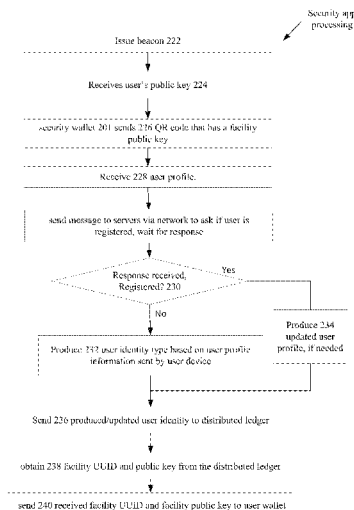 Security app
processing
Issue beacon 222
Receives user's public key 224
security wallet 201 sends 226 QR code that has a facility
public key
Receive 228 user profile.
send message to servers via network to ask if user is
registered, wait for response
Response received,
Registered? 230
Yes
No
Produce 234
updated user
profile, if needed
Produce 232 user identity type based on user profile
information sent by user device
Send 236 produced/updated user identity to distributed ledger
obtain 238 facility UUID and public key from the distributed ledger
send 240 received facility UUID and facility public key to user wallet